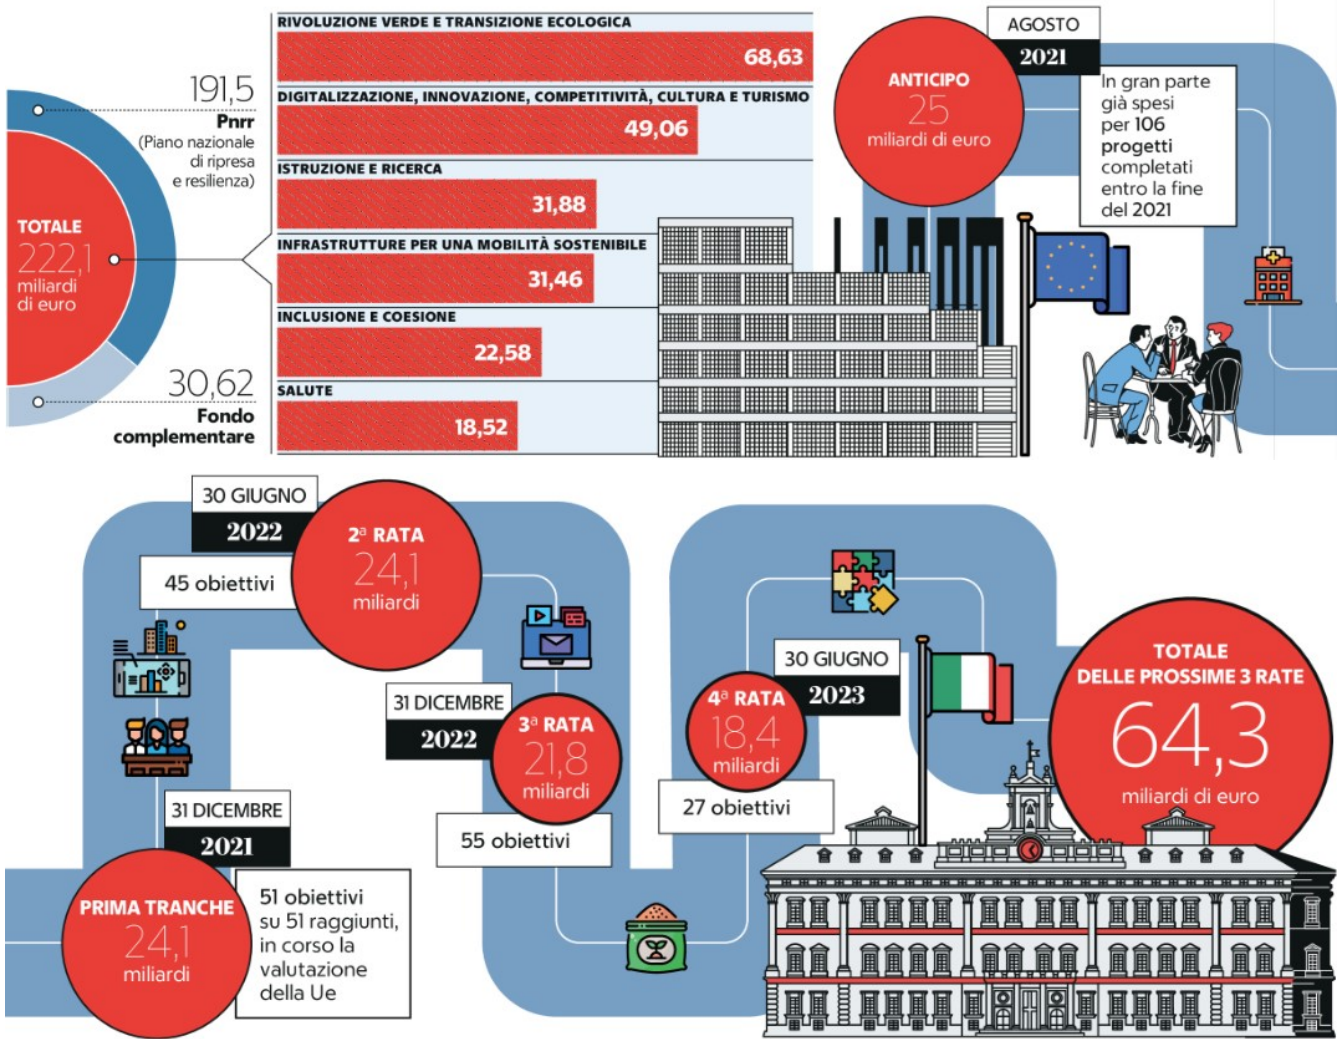 191,5
Pnrr
(Piano nazionale
di ripresa
e resilienza)
TOTALE
222,1
miliardi
di euro
30,62
Fondo
complementare
RIVOLUZIONE VERDE E TRANSIZIONE ECOLOGICA
68,63
DIGITALIZZAZIONE, INNOVAZIONE, COMPETITIVITÀ, CULTURA E TURISMO
49,06
ISTRUZIONE E RICERCA
31,88
INFRASTRUTTURE PER UNA MOBILITÀ SOSTENIBILE
31,46
INCLUSIONE E COESIONE
22,58
SALUTE
18,52
AGOSTO
2021
ANTICIPO
25
miliardi di euro
In gran parte
già spesi
per 106
progetti
completati
entro la fine
del 2021
31 DICEMBRE
2021
PRIMA TRANCHE
24,1
miliardi
51 obiettivi
su 51 raggiunti,
in corso la
valutazione
della Ue
30 GIUGNO
2022
2ª RATA
24,1
miliardi
45 obiettivi
31 DICEMBRE
2022
3ª RATA
21,8
miliardi
55 obiettivi
30 GIUGNO
2023
4ª RATA
18,4
miliardi
27 obiettivi
TOTALE
DELLE PROSSIME 3 RATE
64,3
miliardi di euro